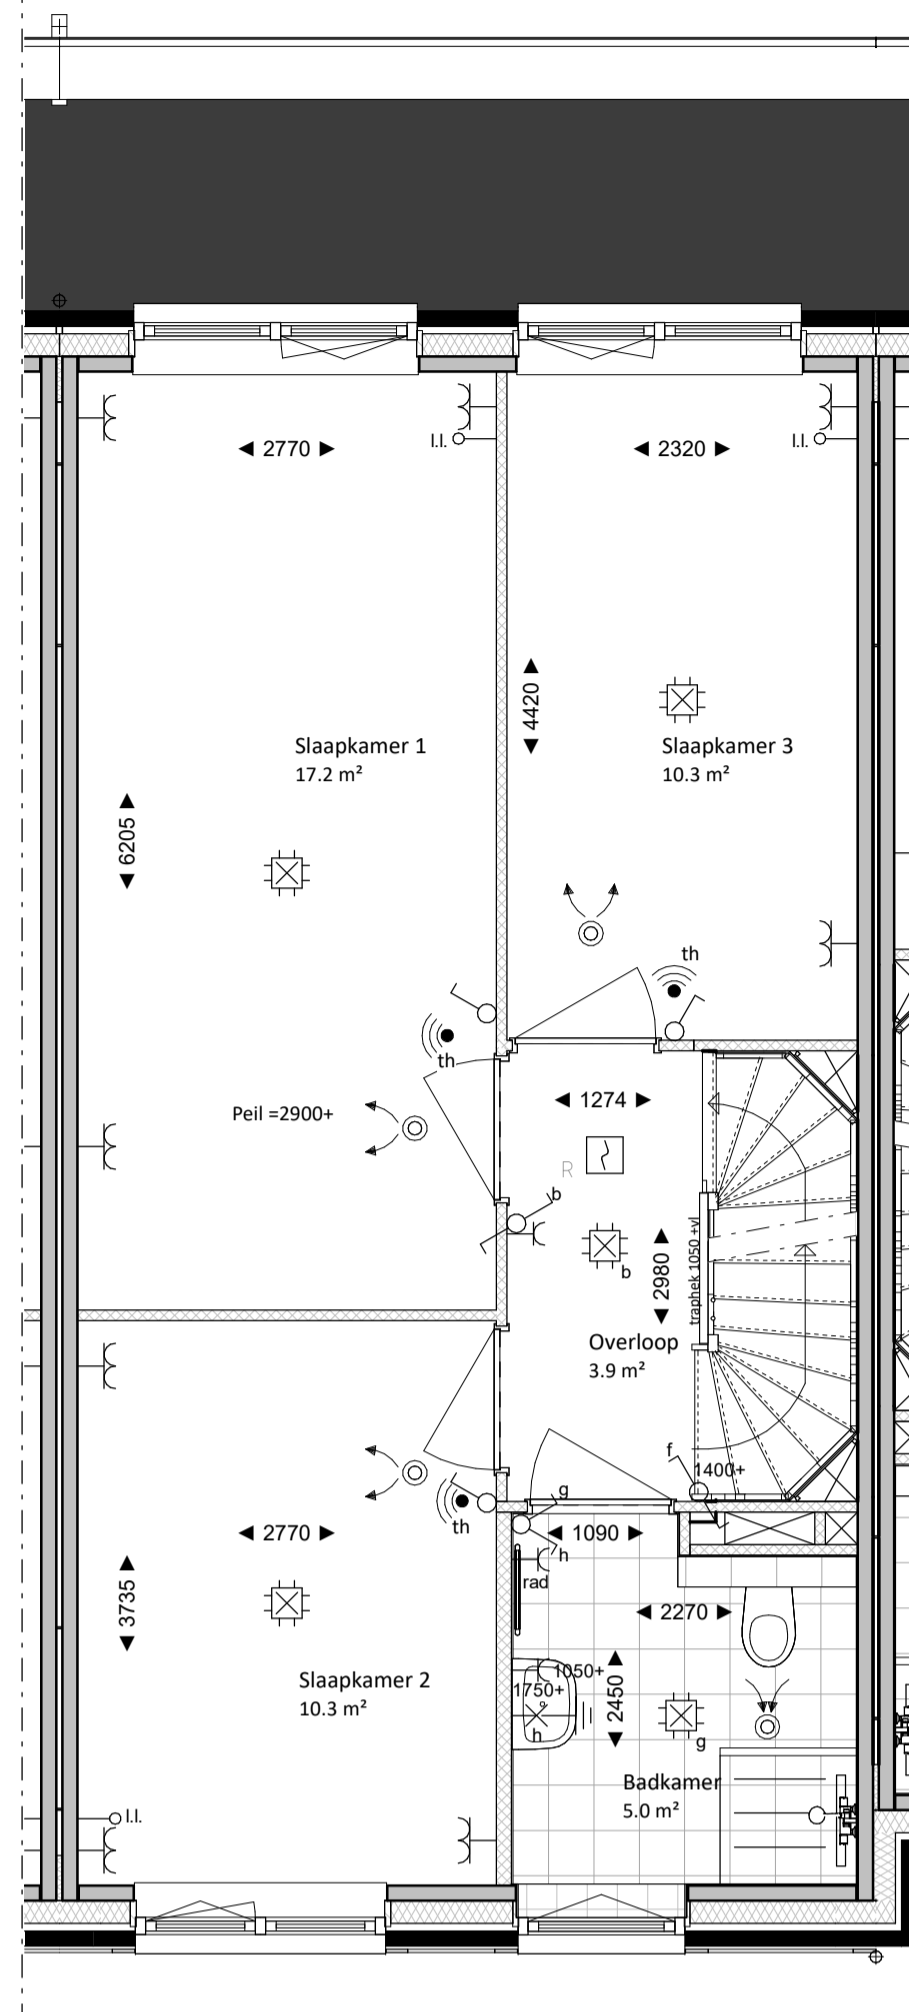 ◄ 2770 ►
◄ 2320 ►
l.l.
l.l.
◄ 4420 ►
Slaapkamer 1
17.2 m²
Slaapkamer 3
10.3 m²
◄ 6205 ►
th
th
Peil =2900+
◄ 1274 ►
R
b
b
◄ 2980 ►
traphek 1050 +vl
Overloop
3.9 m²
f
1400+
g
th
◄ 2770 ►
◄ 1090 ►
h
rad
◄ 3735 ►
◄ 2270 ►
Slaapkamer 2
10.3 m²
1050+
1750+
◄ 2450 ►
h
g
Badkamer
5.0 m²
l.l.